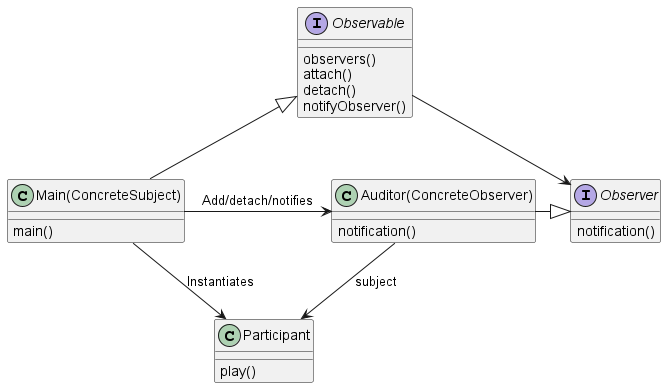 I Observable
observers()
attach()
detach()
notifyObserver()
C Main(ConcreteSubject)
main()
Add/detach/notifies
C Auditor(ConcreteObserver)
notification()
I Observer
notification()
Instantiates
subject
C Participant
play()